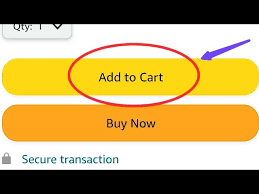 Qty: 1
Add to Cart
Buy Now
Secure transaction